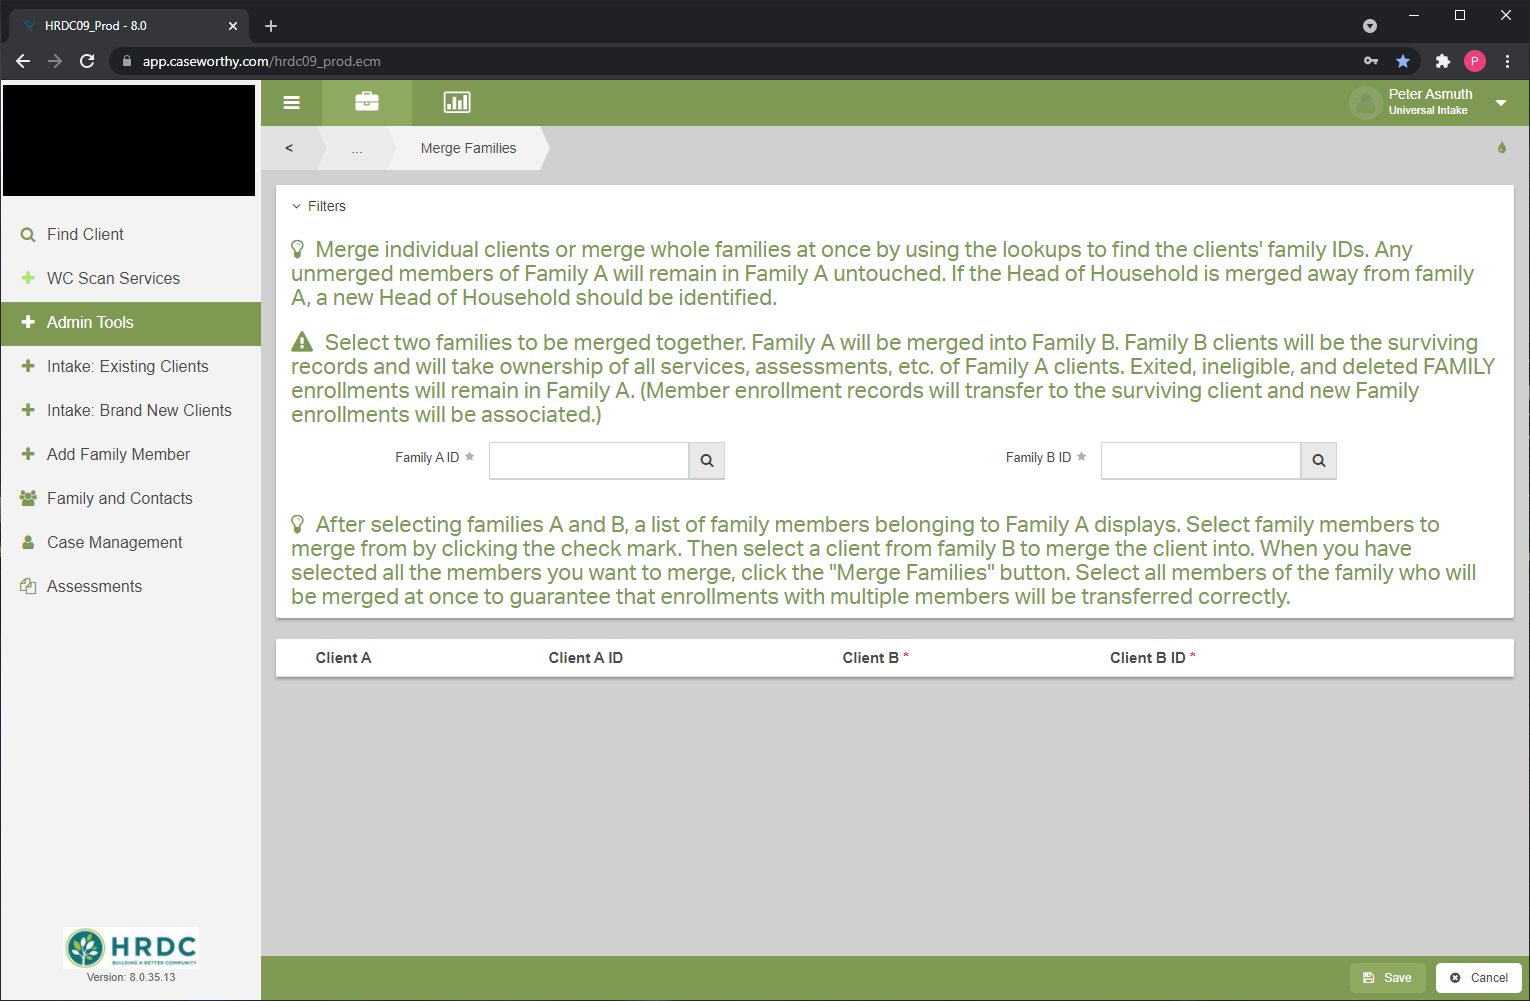 HRDC09_Prod - 8.0
app.caseworthy.com/hrdc09_prod.ecm
P
Peter Asmuth
Universal Intake
<
...
Merge Families
Find Client
WC Scan Services
Admin Tools
Intake: Existing Clients
Intake: Brand New Clients
Add Family Member
Family and Contacts
Case Management
Assessments
Filters
Merge individual clients or merge whole families at once by using the lookups to find the clients' family IDs. Any
unmerged members of Family A will remain in Family A untouched. If the Head of Household is merged away from family
A, a new Head of Household should be identified.
Select two families to be merged together. Family A will be merged into Family B. Family B clients will be the surviving
records and will take ownership of all services, assessments, etc. of Family A clients. Exited, ineligible, and deleted FAMILY
enrollments will remain in Family A. (Member enrollment records will transfer to the surviving client and new Family
enrollments will be associated.)
Family A ID
Family B ID
After selecting families A and B, a list of family members belonging to Family A displays. Select family members to
merge from by clicking the check mark. Then select a client from family B to merge the client into. When you have
selected all the members you want to merge, click the "Merge Families" button. Select all members of the family who will
be merged at once to guarantee that enrollments with multiple members will be transferred correctly.
Client A Client A ID Client B * Client B ID *
HRDC
BUILDING A BETTER COMMUNITY
Version: 8.0.35.13
Save
Cancel